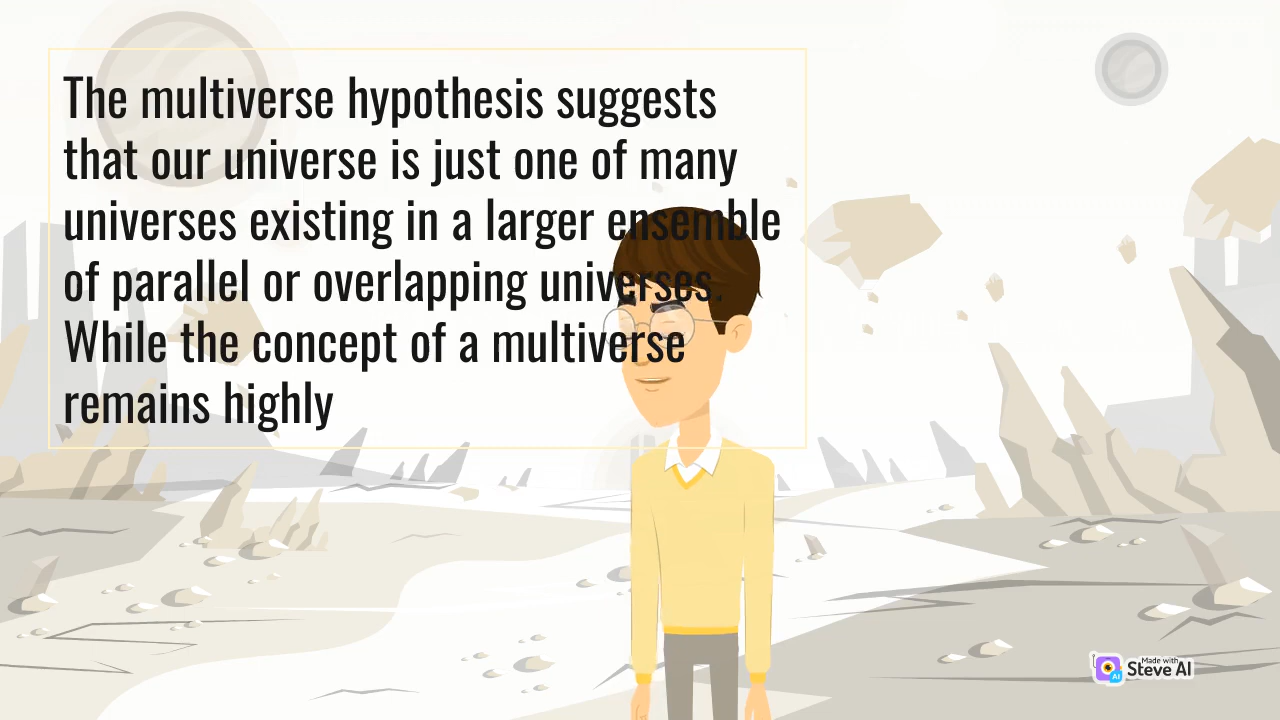 The multiverse hypothesis suggests
that our universe is just one of many
universes existing in a larger ensemble
of parallel or overlapping universes.
While the concept of a multiverse
remains highly
Made with
Steve AI
AI